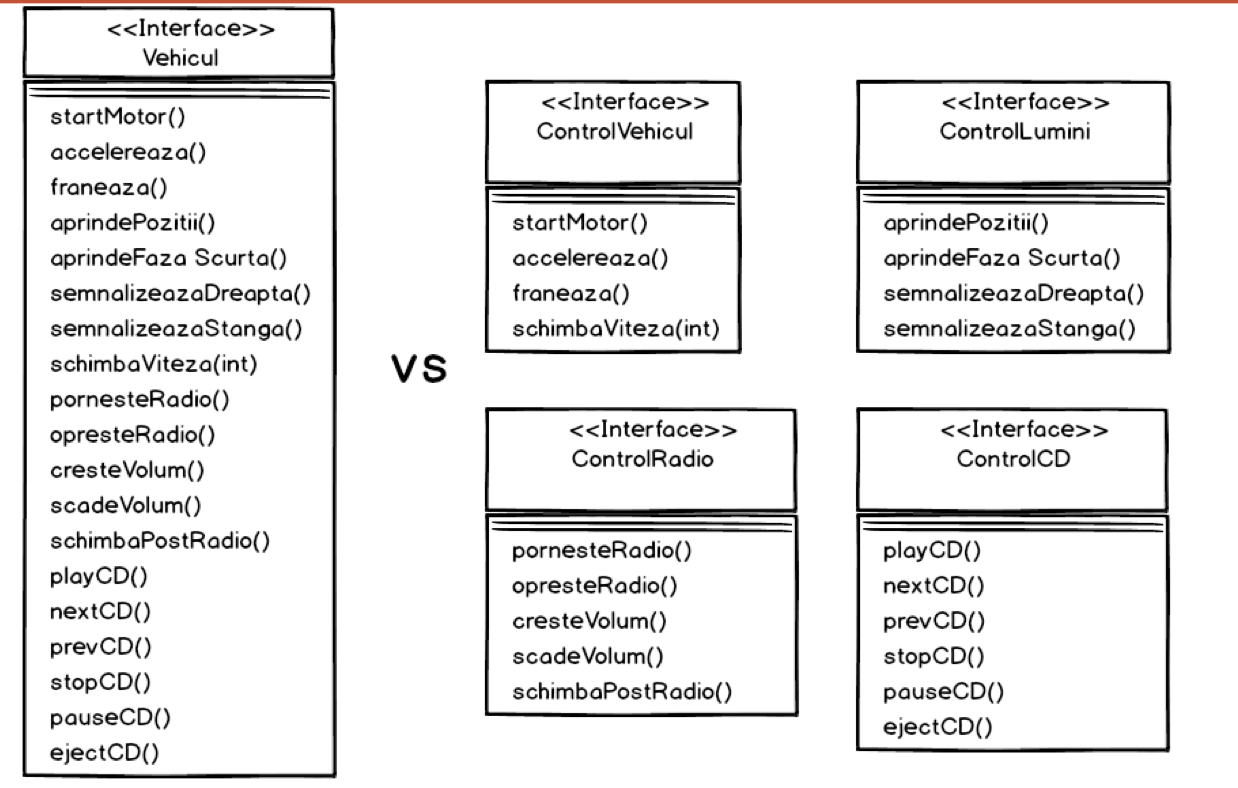 <<Interface>>
Vehicul
startMotor()
accelereaza()
franeaza()
aprindePozitii()
aprindeFaza Scurta()
semnalizeazaDreapta()
semnalizeazaStanga()
schimbaViteza(int)
pornesteRadio()
opresteRadio()
cresteVolum()
scadeVolum()
schimbaPostRadio()
playCD()
nextCD()
prevCD()
stopCD()
pauseCD()
ejectCD()
vs
<<Interface>>
ControlVehicul
startMotor()
accelereaza()
franeaza()
schimbaViteza(int)
<<Interface>>
ControlLumini
aprindePozitii()
aprindeFaza Scurta()
semnalizeazaDreapta()
semnalizeazaStanga()
<<Interface>>
ControlRadio
pornesteRadio()
opresteRadio()
cresteVolum()
scadeVolum()
schimbaPostRadio()
<<Interface>>
ControlCD
playCD()
nextCD()
prevCD()
stopCD()
pauseCD()
ejectCD()